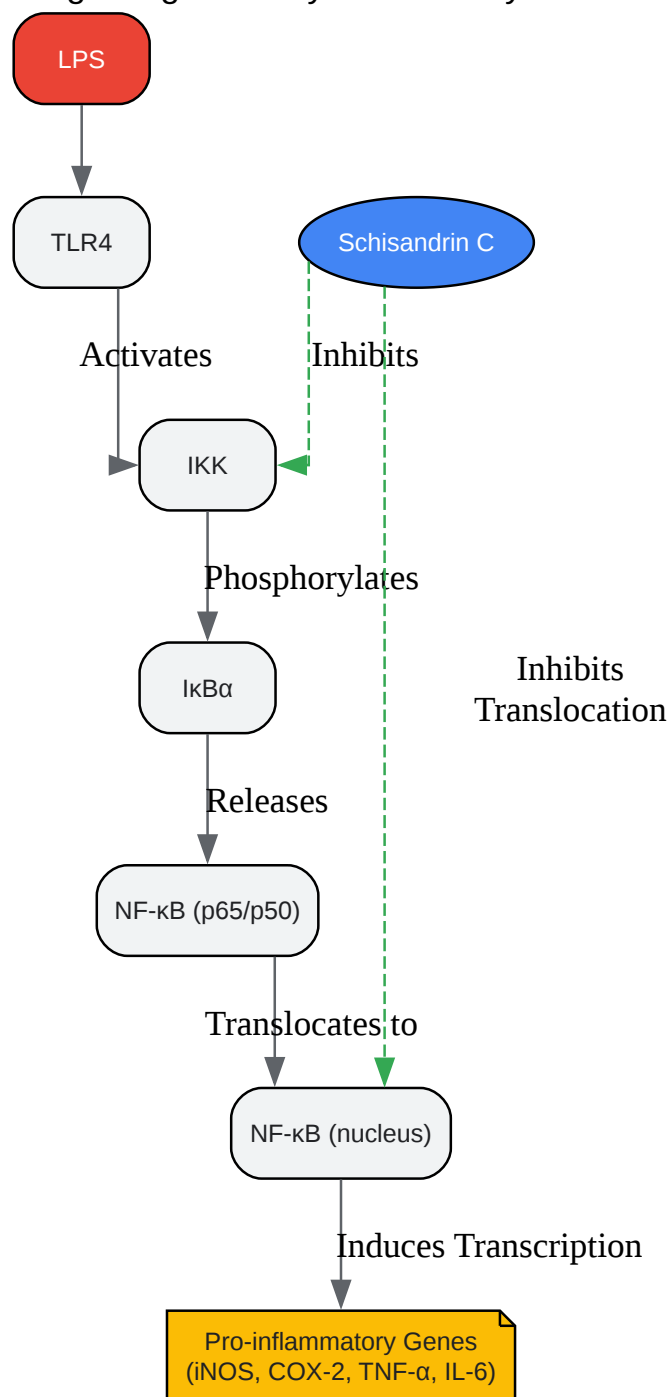 LPS
TLR4
Schisandrin C
Activates
Inhibits
IKK
Phosphorylates
IκBα
Inhibits
Translocation
Releases
NF-κB (p65/p50)
Translocates to
NF-κB (nucleus)
Induces Transcription
Pro-inflammatory Genes
(iNOS, COX-2, TNF-α, IL-6)